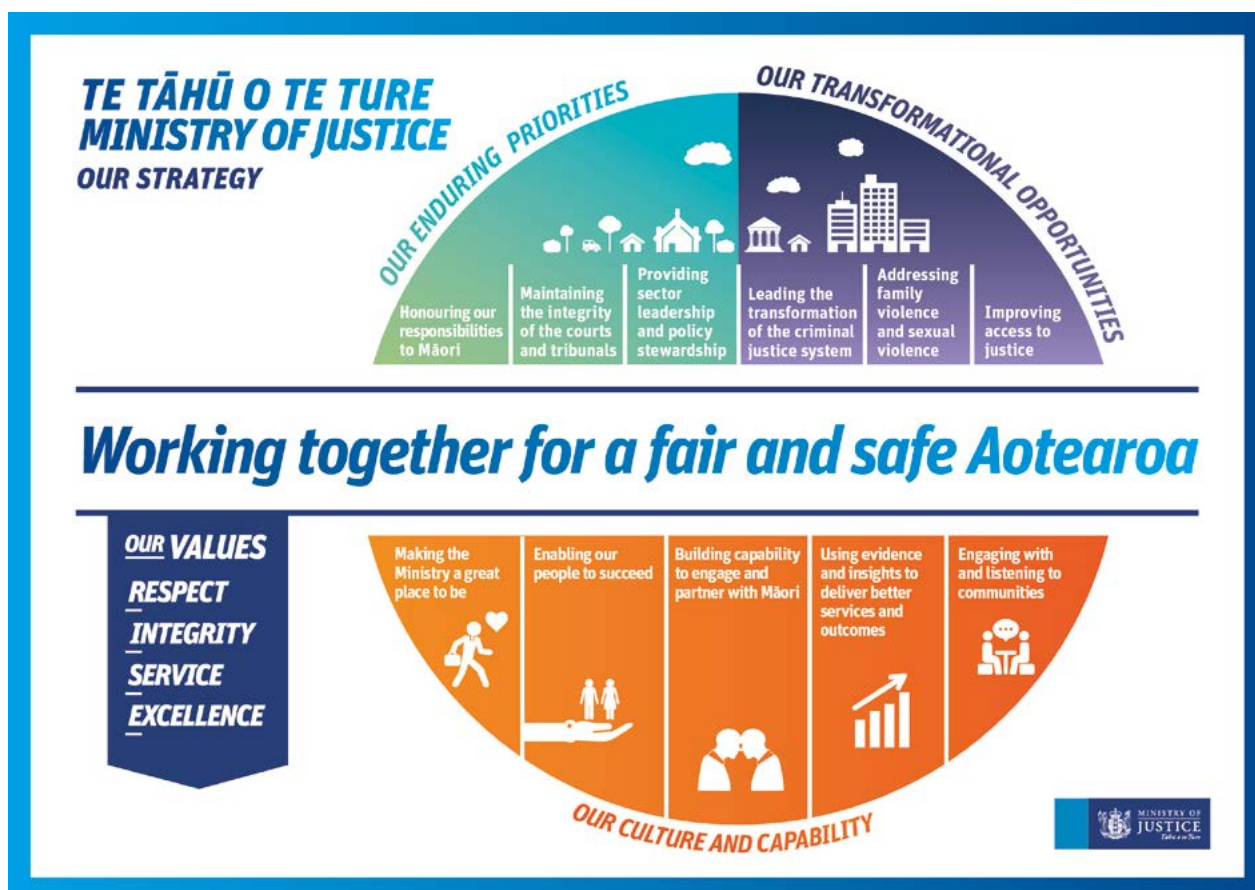 TE TĀHŪ O TE TURE
MINISTRY OF JUSTICE
OUR STRATEGY
OUR ENDURING PRIORITIES
OUR TRANSFORMATIONAL OPPORTUNITIES
Honouring our
responsibilities
to Māori
Maintaining
the integrity
of the courts
and tribunals
Providing
sector
leadership
and policy
stewardship
Leading the
transformation
of the criminal
justice system
Addressing
family
violence
and sexual
violence
Improving
access to
justice
Working together for a fair and safe Aotearoa
OUR VALUES
RESPECT
INTEGRITY
SERVICE
EXCELLENCE
Making the
Ministry a great
place to be
Enabling our
people to succeed
Building capability
to engage and
partner with Māori
Using evidence
and insights to
deliver better
services and
outcomes
Engaging with
and listening to
communities
OUR CULTURE AND CAPABILITY
MINISTRY OF
JUSTICE